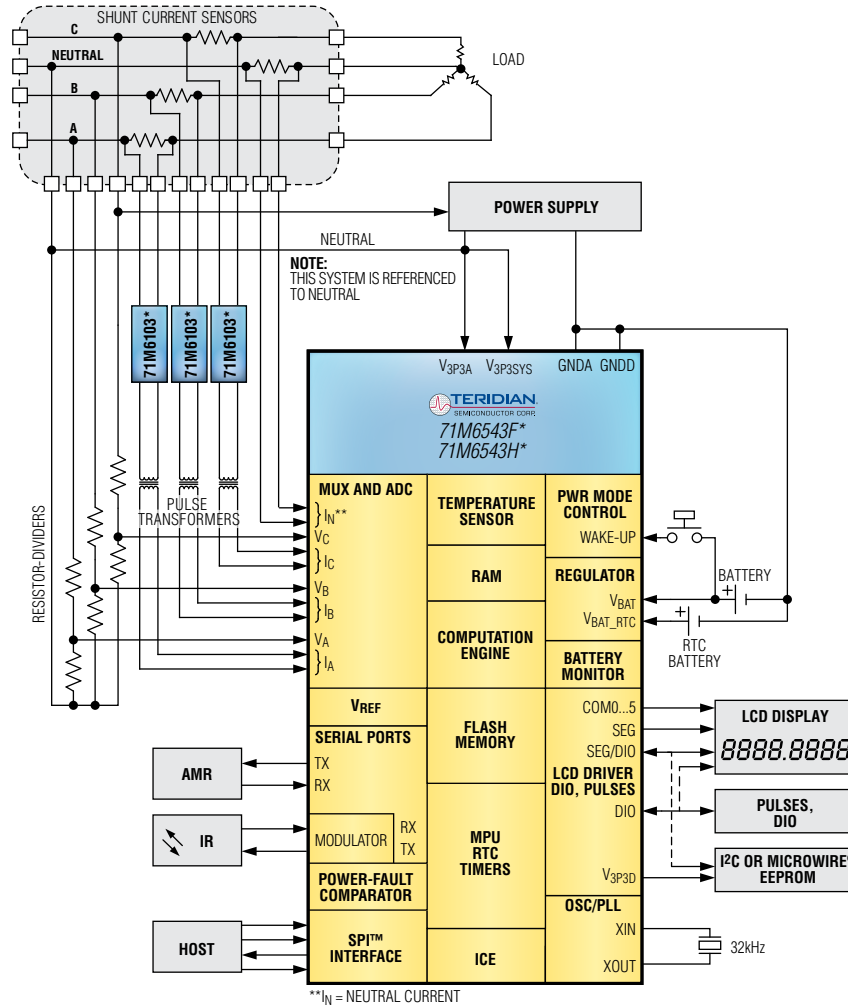 SHUNT CURRENT SENSORS
C
NEUTRAL
B
A
LOAD
POWER SUPPLY
NEUTRAL
NOTE:
THIS SYSTEM IS REFERENCED
TO NEUTRAL
71M6103*
71M6103*
71M6103*
V3P3A
V3P3SYS
GNDA
GNDD
TERIDIAN
SEMICONDUCTOR CORP.
71M6543F*
71M6543H*
RESISTOR-DIVIDERS
PULSE
TRANSFORMERS
MUX AND ADC
IN**
VC
IC
VB
IB
VA
IA
VREF
SERIAL PORTS
TX
RX
MODULATOR
RX
TX
POWER-FAULT
COMPARATOR
SPI™
INTERFACE
TEMPERATURE
SENSOR
RAM
COMPUTATION
ENGINE
FLASH
MEMORY
MPU
RTC
TIMERS
ICE
PWR MODE
CONTROL
WAKE-UP
REGULATOR
VBAT
VBAT_RTC
BATTERY
MONITOR
COM0...5
SEG
SEG/DIO
LCD DRIVER
DIO, PULSES
DIO
V3P3D
OSC/PLL
XIN
XOUT
BATTERY
+
+
RTC
BATTERY
AMR
IR
HOST
LCD DISPLAY
8888.8888
PULSES,
DIO
I²C OR MICROWIRE®
EEPROM
32kHz
**IN = NEUTRAL CURRENT